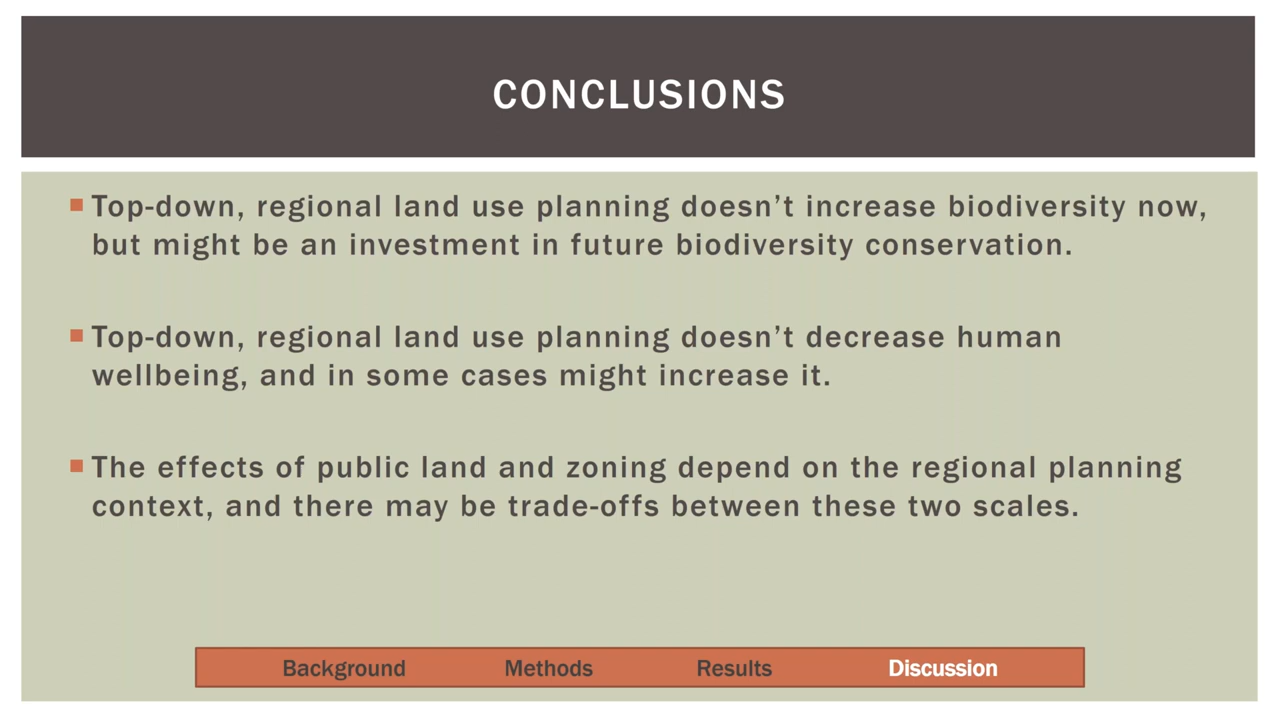 CONCLUSIONS
Top-down, regional land use planning doesn’t increase biodiversity now,
but might be an investment in future biodiversity conservation.
Top-down, regional land use planning doesn’t decrease human
wellbeing, and in some cases might increase it.
The effects of public land and zoning depend on the regional planning
context, and there may be trade-offs between these two scales.
Background Methods Results Discussion